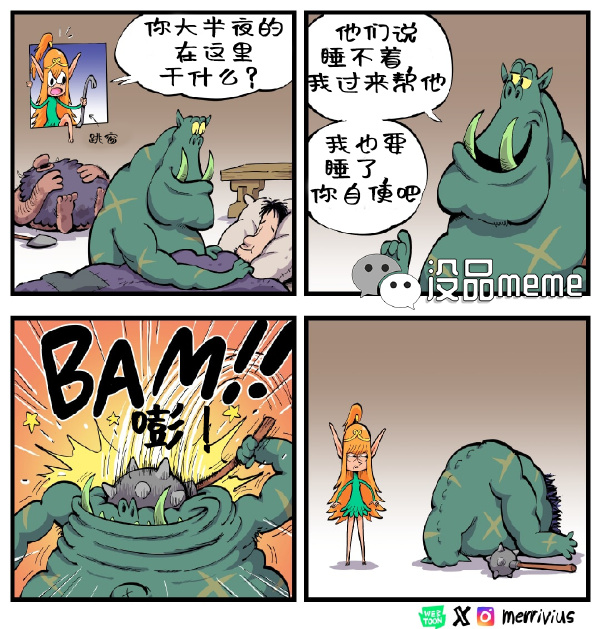 你大半夜的
在这里
干什么？
跳窗
他们说
睡不着，
我过来帮他
我也要
睡了，
你自便吧
没品meme
BAM!!
嘭！
WEB
TOON
X
merrivius